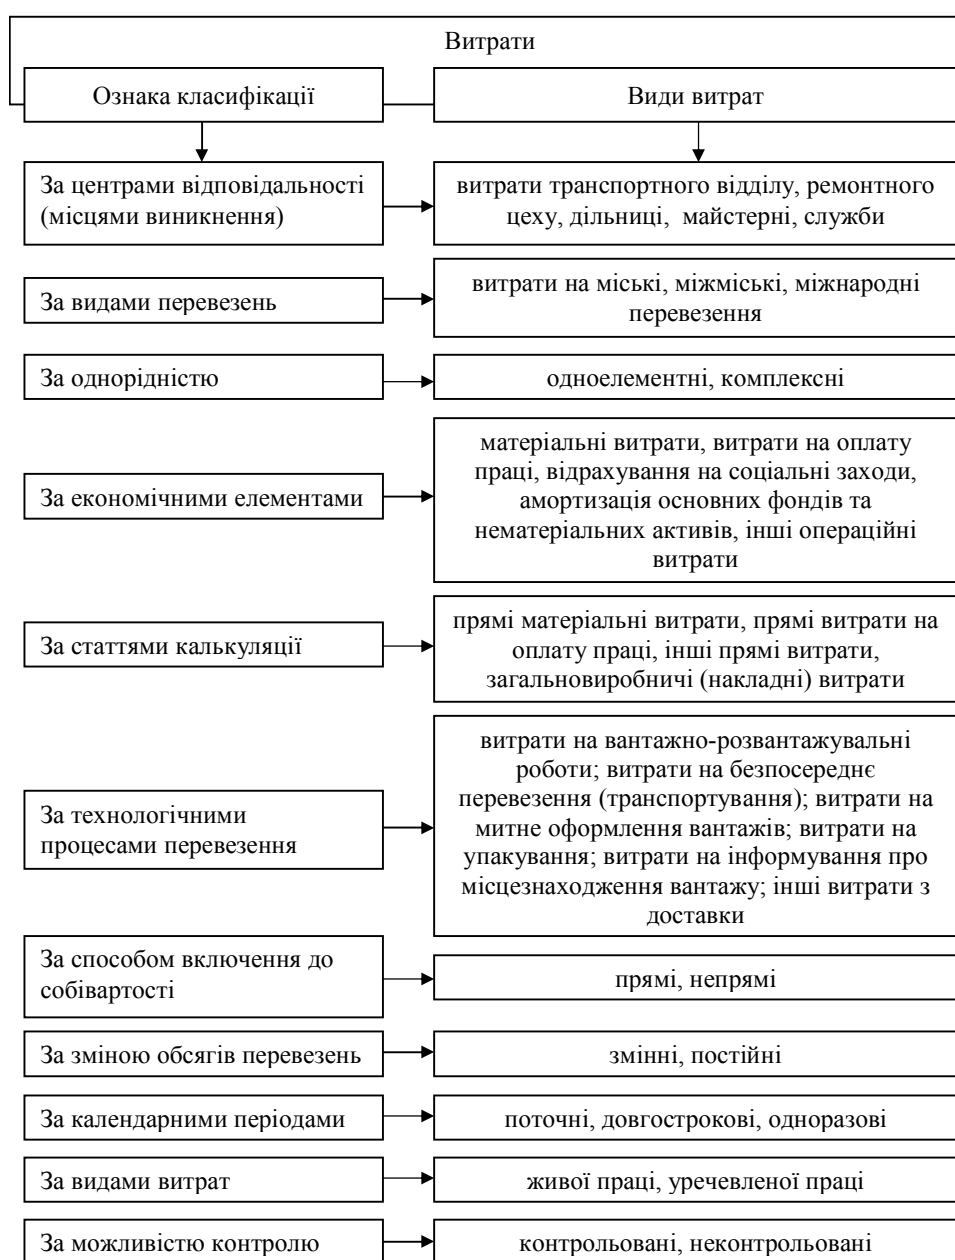 Витрати
Ознака класифікації
Види витрат
За центрами відповідальності
(місцями виникнення)
витрати транспортного відділу, ремонтного
цеху, дільниці, майстерні, служби
За видами перевезень
витрати на міські, міжміські, міжнародні
перевезення
За однорідністю
одноелементні, комплексні
За економічними елементами
матеріальні витрати, витрати на оплату
праці, відрахування на соціальні заходи,
амортизація основних фондів та
нематеріальних активів, інші операційні
витрати
За статтями калькуляції
прямі матеріальні витрати, прямі витрати на
оплату праці, інші прямі витрати,
загальновиробничі (накладні) витрати
За технологічними
процесами перевезення
витрати на вантажно-розвантажувальні
роботи; витрати на безпосереднє
перевезення (транспортування); витрати на
митне оформлення вантажів; витрати на
упакування; витрати на інформування про
місцезнаходження вантажу; інші витрати з
доставки
За способом включення до
собівартості
прямі, непрямі
За зміною обсягів перевезень
змінні, постійні
За календарними періодами
поточні, довгострокові, одноразові
За видами витрат
живої праці, уречевленої праці
За можливістю контролю
контрольовані, неконтрольовані